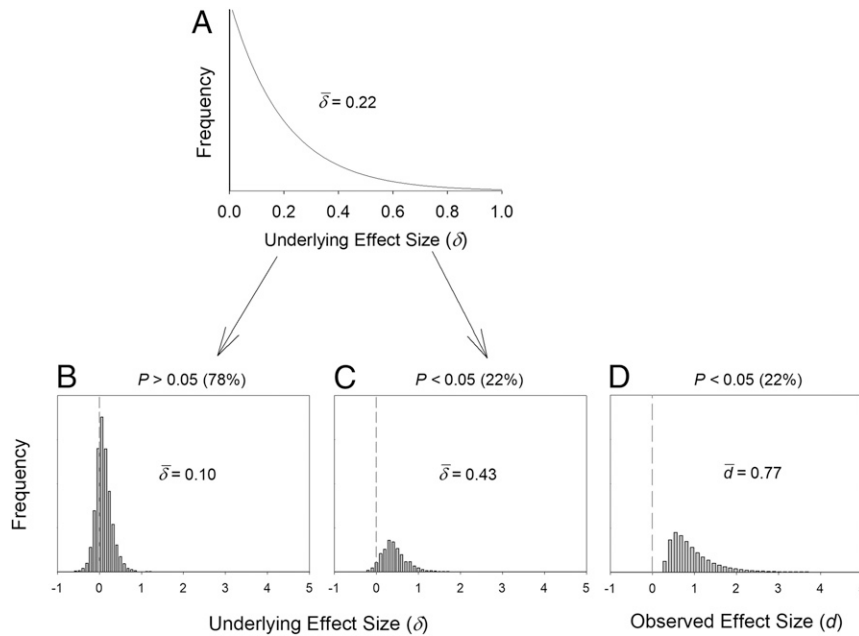 A
Frequency
δ̅ = 0.22
0.0 0.2 0.4 0.6 0.8 1.0
Underlying Effect Size (δ)
B
P > 0.05 (78%)
C
P < 0.05 (22%)
D
P < 0.05 (22%)
Frequency
δ̅ = 0.10
δ̅ = 0.43
d̅ = 0.77
-1 0 1 2 3 4 5
-1 0 1 2 3 4 5
-1 0 1 2 3 4
Underlying Effect Size (δ)
Observed Effect Size (d)